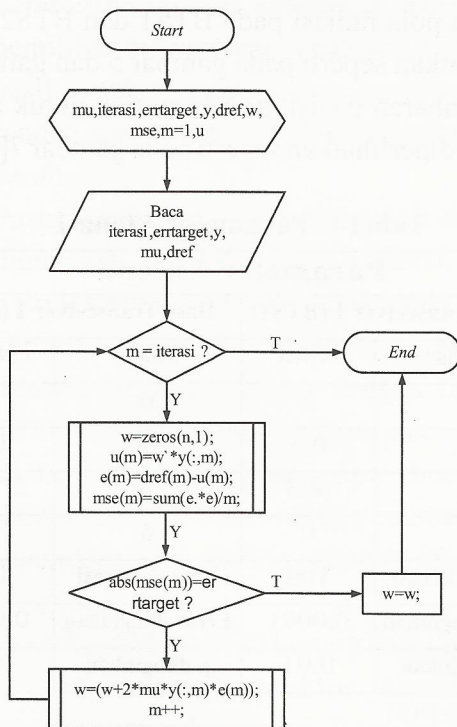 Start
mu,iterasi,errtarget,y,dref,w,
mse,m=1,u
Baca
iterasi,errtarget,y,
mu,dref
m = iterasi ?
T
End
Y
w=zeros(n,1);
u(m)=w`*y(:,m);
e(m)=dref(m)-u(m);
mse(m)=sum(e.*e)/m;
Y
abs(mse(m))=er
rtarget ?
T
w=w;
Y
w=(w+2*mu*y(:,m)*e(m));
m++;